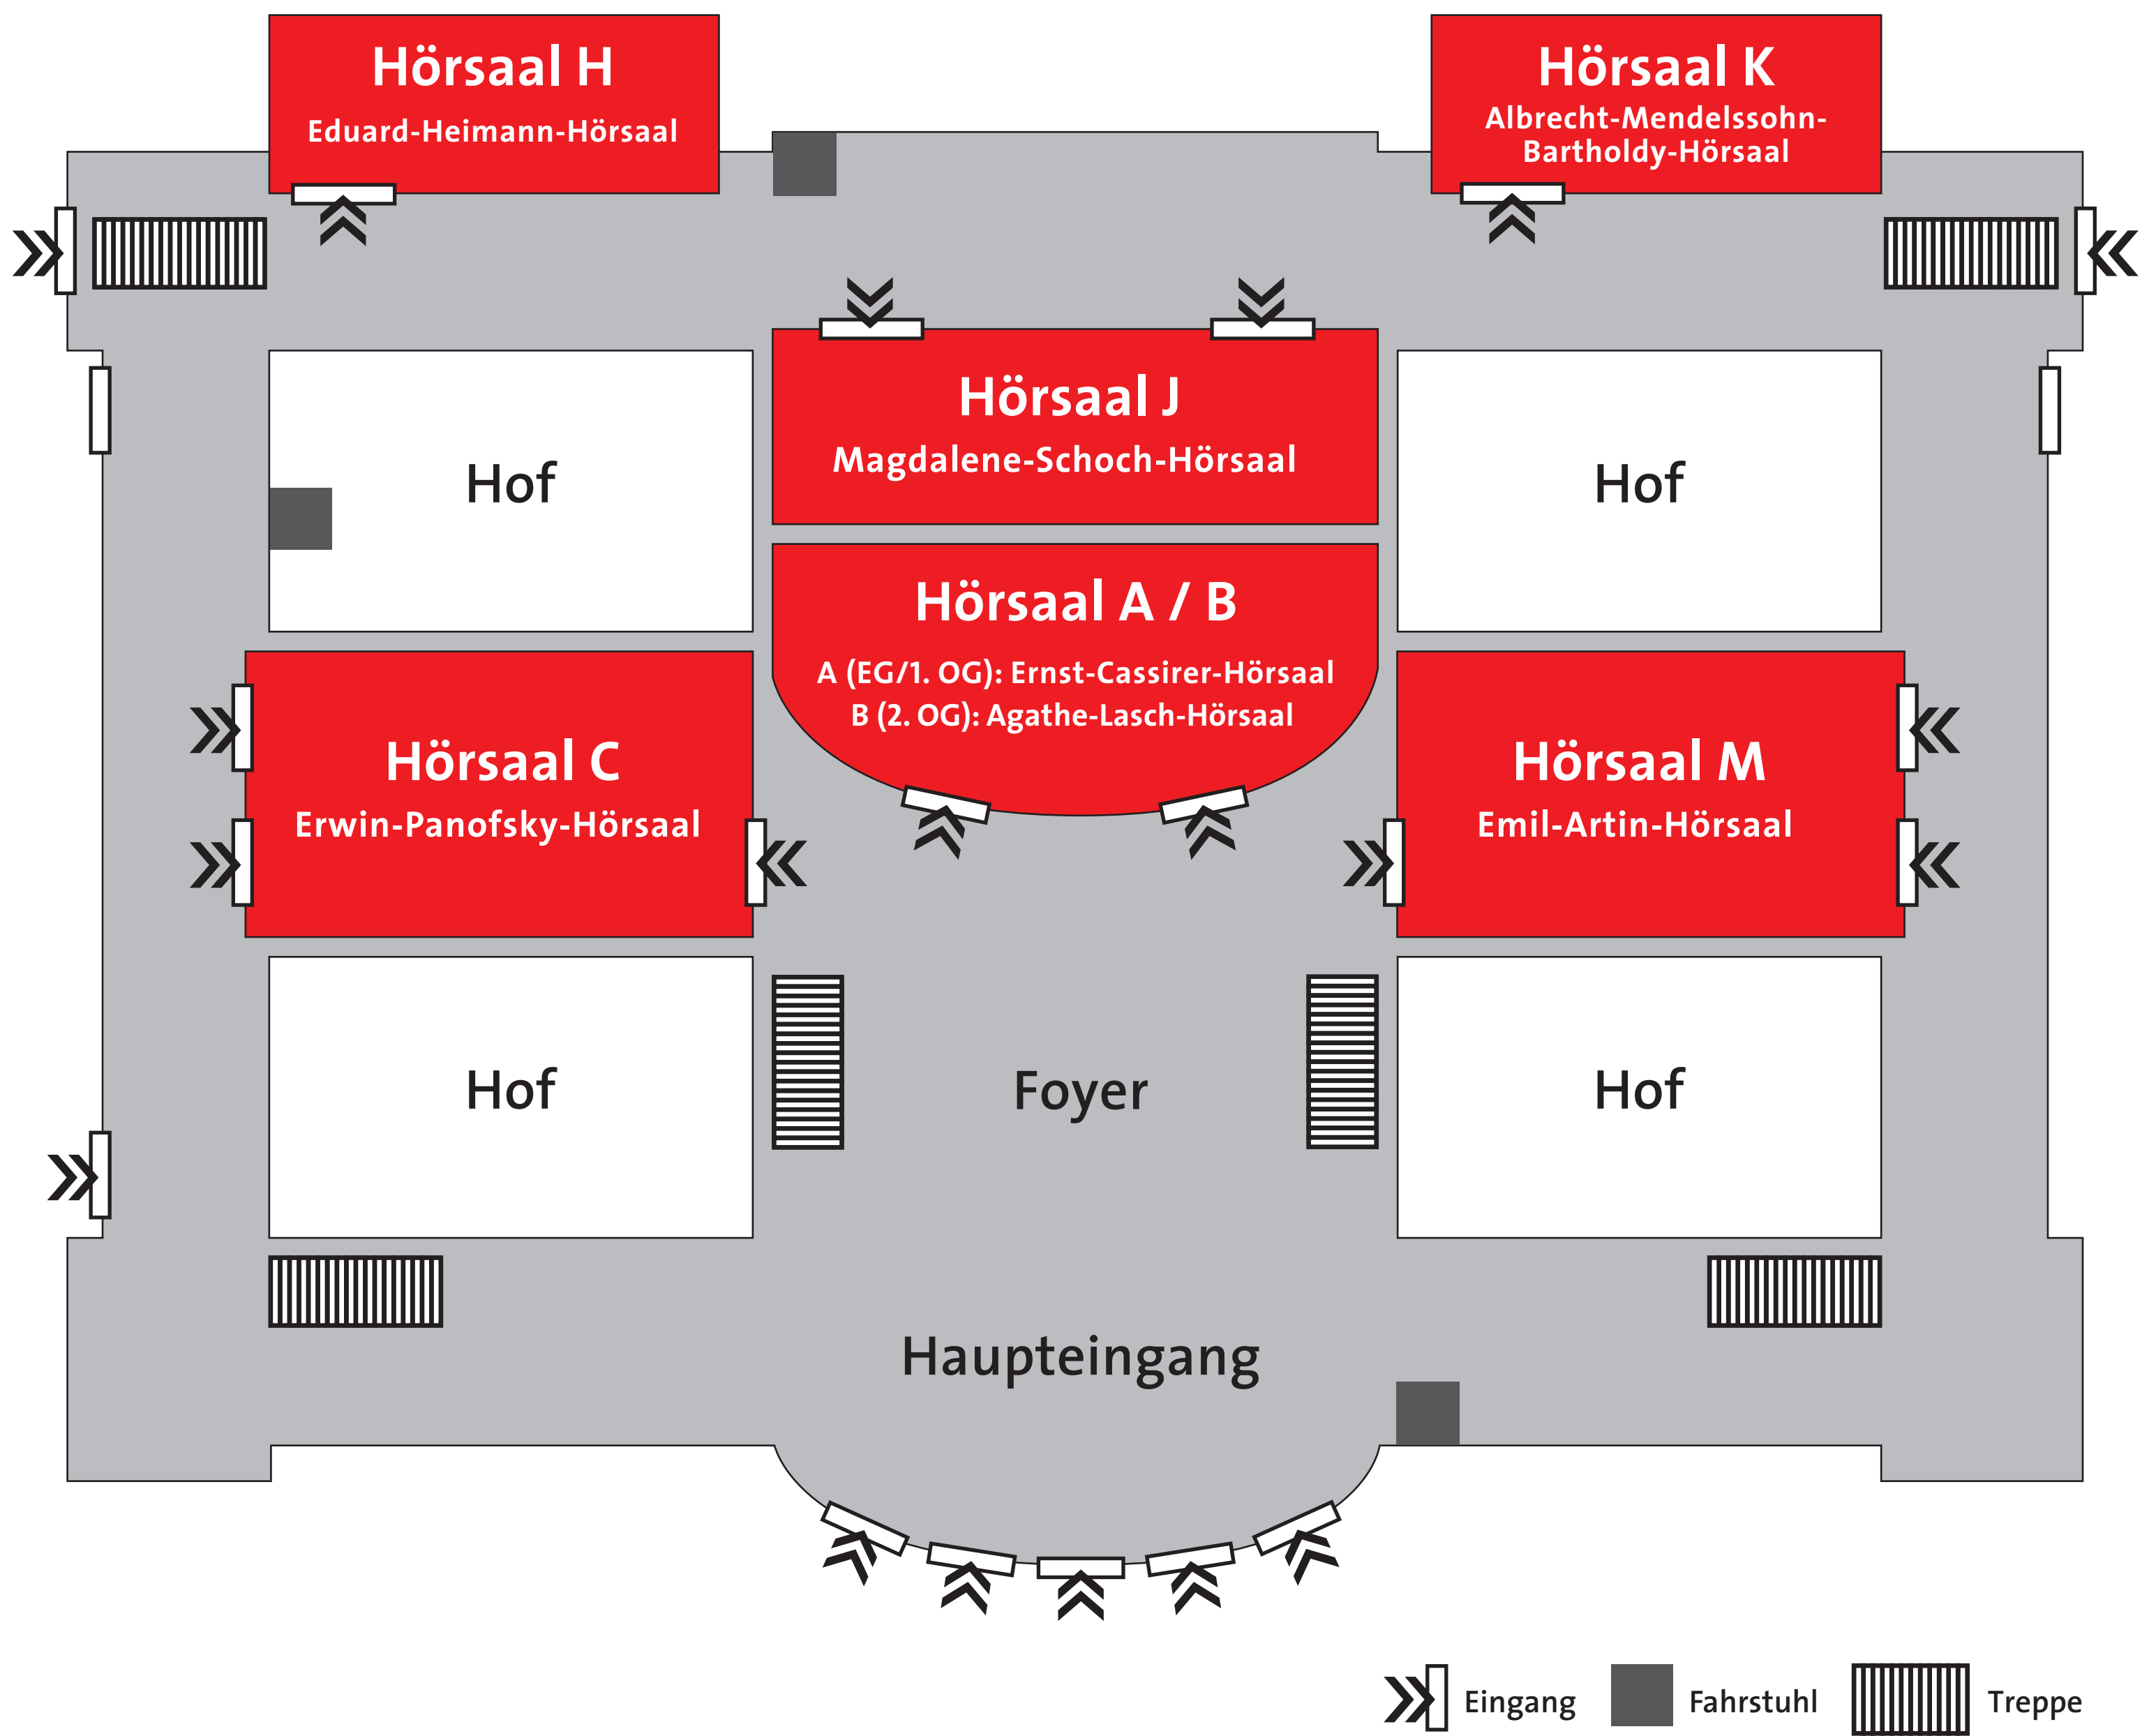 Hörsaal H
Eduard-Heimann-Hörsaal
Hörsaal K
Albrecht-Mendelssohn-
Bartholdy-Hörsaal
Hörsaal J
Magdalene-Schoch-Hörsaal
Hof
Hof
Hörsaal A / B
A (EG/1. OG): Ernst-Cassirer-Hörsaal
B (2. OG): Agathe-Lasch-Hörsaal
Hörsaal C
Erwin-Panofsky-Hörsaal
Hörsaal M
Emil-Artin-Hörsaal
Hof
Foyer
Hof
Haupteingang
Eingang
Fahrstuhl
Treppe